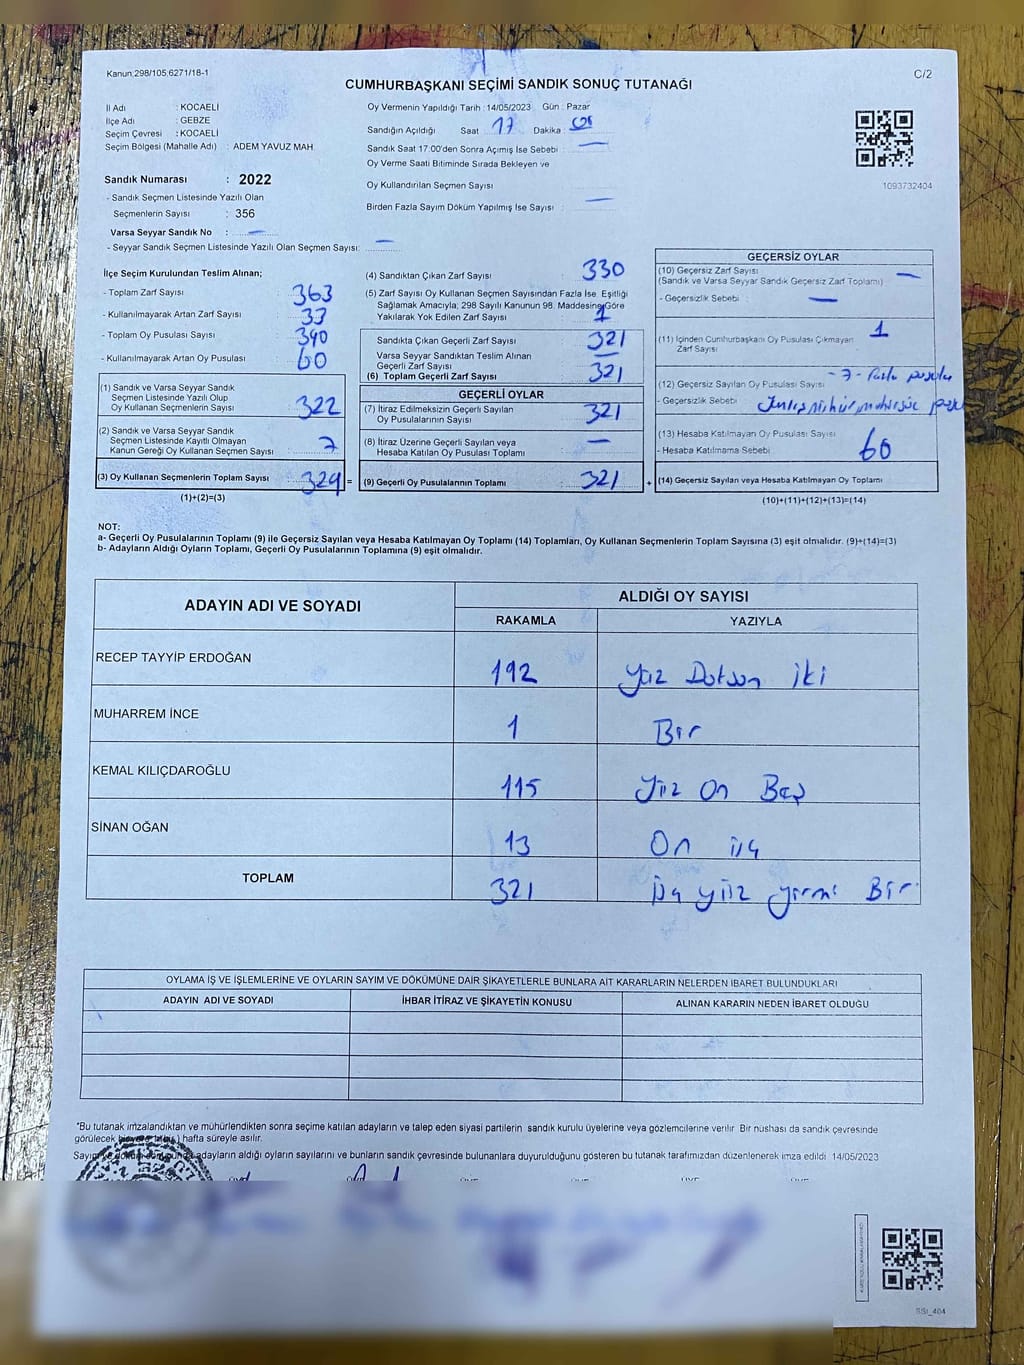 Kanun:298/105;6271/18-1
C/2
CUMHURBAŞKANI SEÇİMİ SANDIK SONUÇ TUTANAĞI
İl Adı : KOCAELİ
İlçe Adı : GEBZE
Seçim Çevresi : KOCAELİ
Seçim Bölgesi (Mahalle Adı) : ADEM YAVUZ MAH.
Sandık Numarası : 2022
- Sandık Seçmen Listesinde Yazılı Olan
Seçmenlerin Sayısı : 356
Varsa Seyyar Sandık No : —
- Seyyar Sandık Seçmen Listesinde Yazılı Olan Seçmen Sayısı: —
Oy Vermenin Yapıldığı Tarih : 14/05/2023 Gün : Pazar
Sandığın Açıldığı Saat 17 Dakika :
Sandık Saat 17:00'den Sonra Açımış İse Sebebi : —
Oy Verme Saati Bitiminde Sırada Bekleyen ve
Oy Kullandırılan Seçmen Sayısı
Birden Fazla Sayım Döküm Yapılmış İse Sayısı : —
1093732404
İlçe Seçim Kurulundan Teslim Alınan;
- Toplam Zarf Sayısı : 363
- Kullanılmayarak Artan Zarf Sayısı : 33
- Toplam Oy Pusulası Sayısı : 390
- Kullanılmayarak Artan Oy Pusulası : 60
(1) Sandık ve Varsa Seyyar Sandık
Seçmen Listesinde Yazılı Olup
Oy Kullanan Seçmenlerin Sayısı : 322
(2) Sandık ve Varsa Seyyar Sandık
Seçmen Listesinde Kayıtlı Olmayan
Kanun Gereği Oy Kullanan Seçmen Sayısı : 7
(3) Oy Kullanan Seçmenlerin Toplam Sayısı : 329 =
(1)+(2)=(3)
(4) Sandıktan Çıkan Zarf Sayısı : 330
(5) Zarf Sayısı Oy Kullanan Seçmen Sayısından Fazla İse, Eşitliği
Sağlamak Amacıyla; 298 Sayılı Kanunun 98. Maddesine Göre
Yakılarak Yok Edilen Zarf Sayısı : 1
Sandıkta Çıkan Geçerli Zarf Sayısı : 321
Varsa Seyyar Sandıktan Teslim Alınan
Geçerli Zarf Sayısı : —
(6) Toplam Geçerli Zarf Sayısı : 321
GEÇERLİ OYLAR
(7) İtiraz Edilmeksizin Geçerli Sayılan
Oy Pusulalarının Sayısı : 321
(8) İtiraz Üzerine Geçerli Sayılan veya
Hesaba Katılan Oy Pusulası Toplamı : —
(9) Geçerli Oy Pusulalarının Toplamı : 321 +
GEÇERSİZ OYLAR
(10) Geçersiz Zarf Sayısı —
(Sandık ve Varsa Seyyar Sandık Geçersiz Zarf Toplamı)
- Geçersizlik Sebebi : —
(11) İçinden Cumhurbaşkanı Oy Pusulası Çıkmayan 1
Zarf Sayısı
(12) Geçersiz Sayılan Oy Pusulası Sayısı - 7 -
- Geçersizlik Sebebi
(13) Hesaba Katılmayan Oy Pusulası Sayısı
- Hesaba Katılmama Sebebi : 60
(14) Geçersiz Sayılan veya Hesaba Katılmayan Oy Toplamı
(10)+(11)+(12)+(13)=(14)
NOT:
a- Geçerli Oy Pusulalarının Toplamı (9) ile Geçersiz Sayılan veya Hesaba Katılmayan Oy Toplamı (14) Toplamları, Oy Kullanan Seçmenlerin Toplam Sayısına (3) eşit olmalıdır. (9)+(14)=(3)
b- Adayların Aldığı Oyların Toplamı, Geçerli Oy Pusulalarının Toplamına (9) eşit olmalıdır.
ADAYIN ADI VE SOYADI
ALDIĞI OY SAYISI
RAKAMLA YAZIYLA
RECEP TAYYİP ERDOĞAN 192 Yüz Doksan İki
MUHARREM İNCE 1 Bir
KEMAL KILIÇDAROĞLU 115 Yüz On Beş
SİNAN OĞAN 13 On üç
TOPLAM 321 üç yüz yirmi Bir
OYLAMA İŞ VE İŞLEMLERİNE VE OYLARIN SAYIM VE DÖKÜMÜNE DAİR ŞİKAYETLERLE BUNLARA AİT KARARLARIN NELERDEN İBARET BULUNDUKLARI
ADAYIN ADI VE SOYADI İHBAR İTİRAZ VE ŞİKAYETİN KONUSU ALINAN KARARIN NEDEN İBARET OLDUĞU
"Bu tutanak imzalandıktan ve mühürlendikten sonra seçime katılan adayların ve talep eden siyasi partilerin sandık kurulu üyelerine veya gözlemcilerine verilir. Bir nüshası da sandık çevresinde
görülecek bir hafta süreyle asılır.
adayların aldığı oyların sayılarını ve bunların sandık çevresinde bulunanlara duyurulduğunu gösteren bu tutanak tarafımızdan düzenlenerek imza edildi 14/05/2023